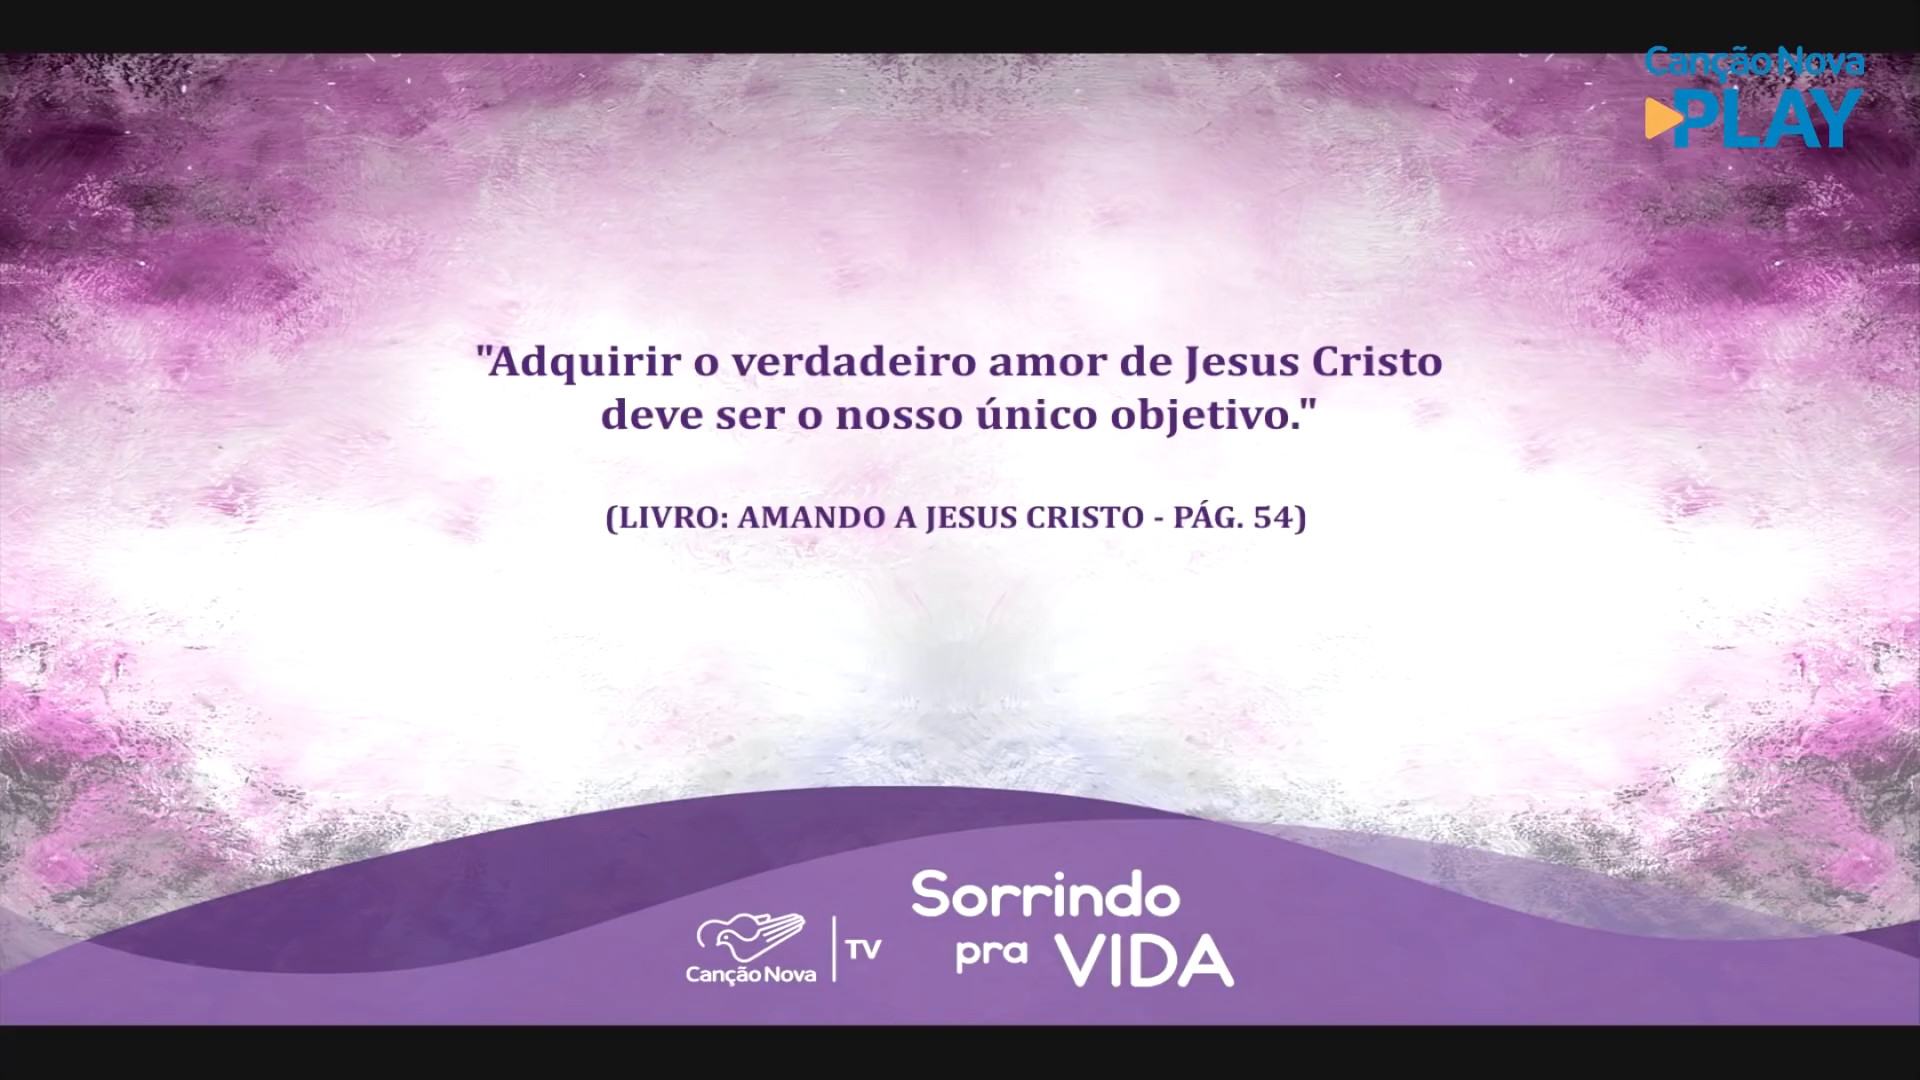 Canção Nova
PLAY
"Adquirir o verdadeiro amor de Jesus Cristo
deve ser o nosso único objetivo."
(LIVRO: AMANDO A JESUS CRISTO - PÁG. 54)
Sorrindo
pra VIDA
Canção Nova
TV